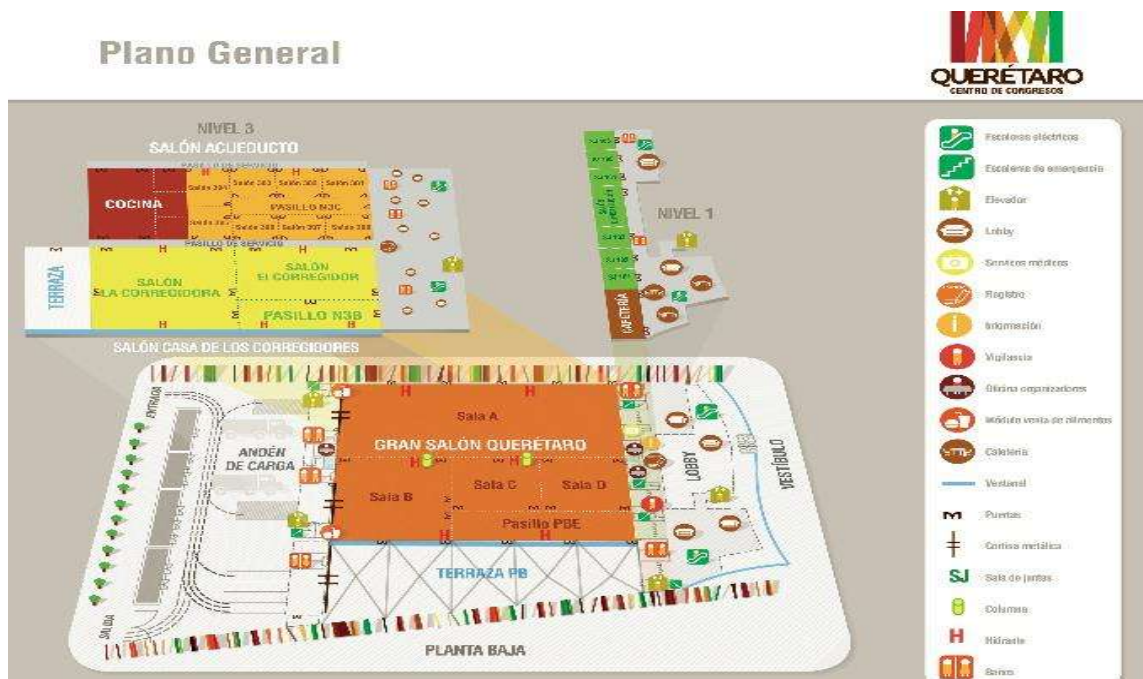 Plano General
QUERÉTARO
CENTRO DE CONGRESOS
NIVEL 3
SALÓN ACUEDUCTO
PASILLO DE SERVICIO
COCINA
PASILLO N3C
PASILLO DE SERVICIO
TERRAZA
SALÓN
LA CORREGIDORA
SALÓN
El CORREGIDOR
PASILLO N3B
SALÓN CASA DE LOS CORREGIDORES
NIVEL 1
CAFETERÍA
ENTRADA
ANDÉN
DE CARGA
SALIDA
Sala A
GRAN SALÓN QUERÉTARO
Sala B
Sala C
Sala D
Pasillo PBE
TERRAZA PB
LOBBY
VESTÍBULO
PLANTA BAJA
Escaleras eléctricas
Escaleras de emergencia
Elevador
Lobby
Servicios médicos
Registro
Información
Vigilancia
Oficina organizadores
Módulo venta de alimentos
Cafetería
Ventanal
Puertas
Cortina metálica
SJ Sala de juntas
Columna
H Hidrante
Baños